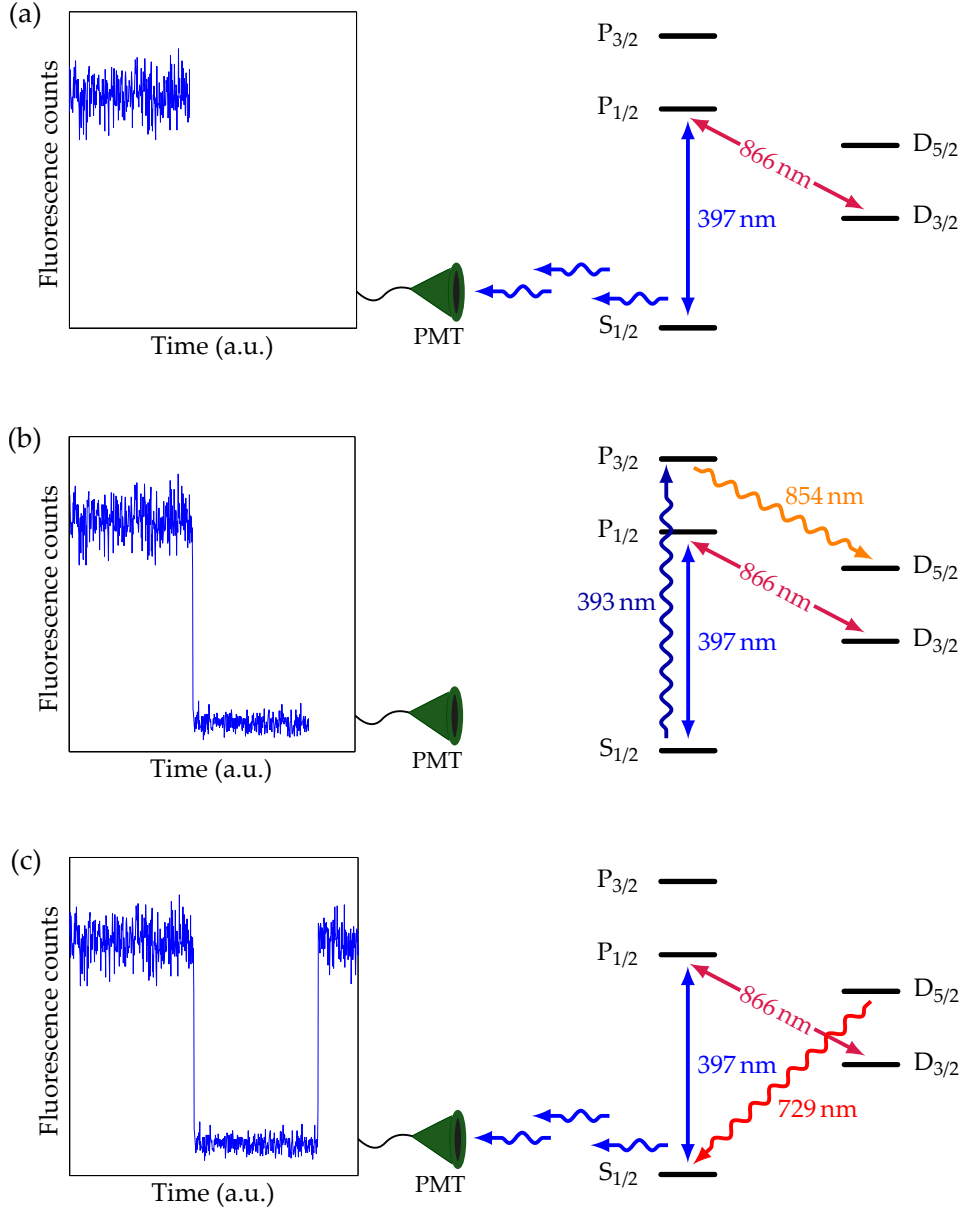 (a)
Fluorescence counts
Time (a.u.)
PMT
P3/2
P1/2
D5/2
D3/2
S1/2
866 nm
397 nm
(b)
Fluorescence counts
Time (a.u.)
PMT
P3/2
P1/2
D5/2
D3/2
S1/2
854 nm
866 nm
393 nm
397 nm
(c)
Fluorescence counts
Time (a.u.)
PMT
P3/2
P1/2
D5/2
D3/2
S1/2
866 nm
397 nm
729 nm